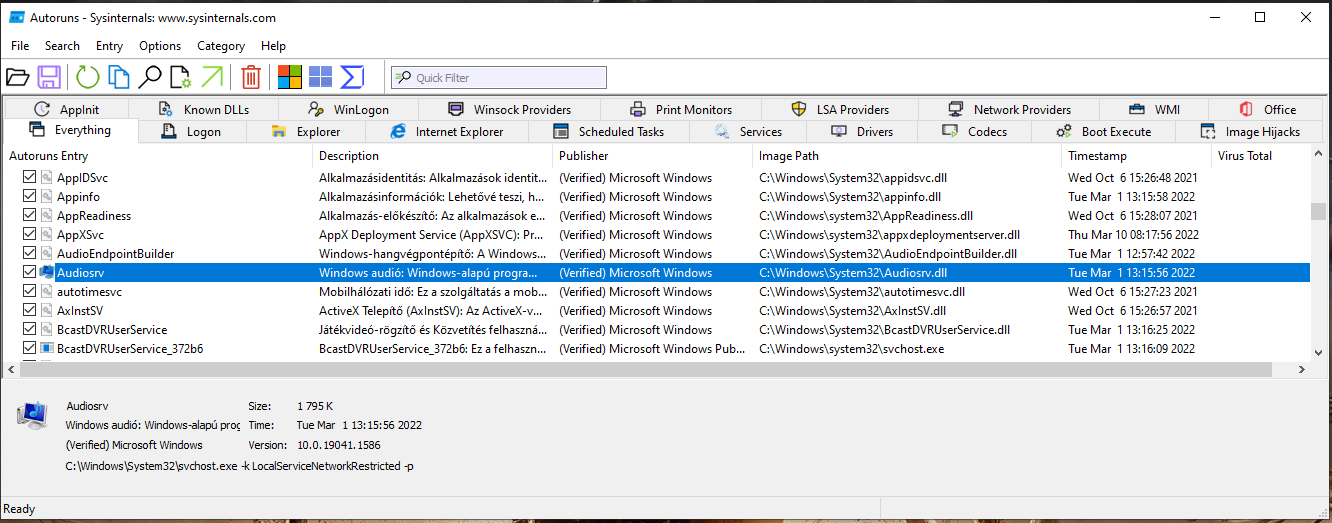 Autoruns - Sysinternals: www.sysinternals.com
File Search Entry Options Category Help
Quick Filter
AppInit Known DLLs WinLogon Winsock Providers Print Monitors LSA Providers Network Providers WMI Office
Everything Logon Explorer Internet Explorer Scheduled Tasks Services Drivers Codecs Boot Execute Image Hijacks
Autoruns Entry Description Publisher Image Path Timestamp Virus Total
AppIDSvc Alkalmazásidentitás: Alkalmazások identit... (Verified) Microsoft Windows C:\Windows\System32\appidsvc.dll Wed Oct 6 15:26:48 2021
Appinfo Alkalmazásinformációk: Lehetővé teszi, h... (Verified) Microsoft Windows C:\Windows\System32\appinfo.dll Tue Mar 1 13:15:58 2022
AppReadiness Alkalmazás-előkészítő: Az alkalmazások e... (Verified) Microsoft Windows C:\Windows\system32\AppReadiness.dll Wed Oct 6 15:28:07 2021
AppXSvc AppX Deployment Service (AppXSVC): Pr... (Verified) Microsoft Windows C:\Windows\system32\appxdeploymentserver.dll Thu Mar 10 08:17:56 2022
AudioEndpointBuilder Windows-hangvégpontépítő: A Windows... (Verified) Microsoft Windows C:\Windows\System32\AudioEndpointBuilder.dll Tue Mar 1 12:57:42 2022
Audiosrv Windows audió: Windows-alapú progra... (Verified) Microsoft Windows C:\Windows\System32\Audiosrv.dll Tue Mar 1 13:15:56 2022
autotimesvc Mobilhálózati idő: Ez a szolgáltatás a mob... (Verified) Microsoft Windows C:\Windows\System32\autotimesvc.dll Wed Oct 6 15:27:23 2021
AxInstSV ActiveX Telepítő (AxInstSV): Az ActiveX-v... (Verified) Microsoft Windows C:\Windows\System32\AxInstSV.dll Wed Oct 6 15:26:57 2021
BcastDVRUserService Játékvideó-rögzítő és Közvetítés felhaszná... (Verified) Microsoft Windows C:\Windows\System32\BcastDVRUserService.dll Tue Mar 1 13:16:25 2022
BcastDVRUserService_372b6 BcastDVRUserService_372b6: Ez a felhaszn... (Verified) Microsoft Windows Pub... C:\Windows\system32\svchost.exe Tue Mar 1 13:16:09 2022
Audiosrv Size: 1 795 K
Windows audió: Windows-alapú prog Time: Tue Mar 1 13:15:56 2022
(Verified) Microsoft Windows Version: 10.0.19041.1586
C:\Windows\System32\svchost.exe -k LocalServiceNetworkRestricted -p
Ready